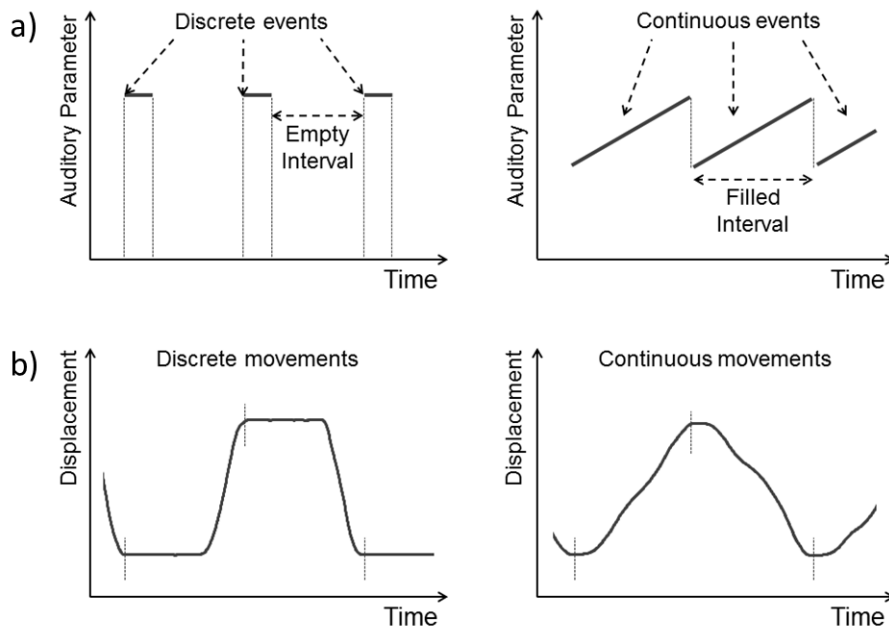 a)
Auditory Parameter
Discrete events
Empty
Interval
Time
Auditory Parameter
Continuous events
Filled
Interval
Time
b)
Displacement
Discrete movements
Time
Displacement
Continuous movements
Time